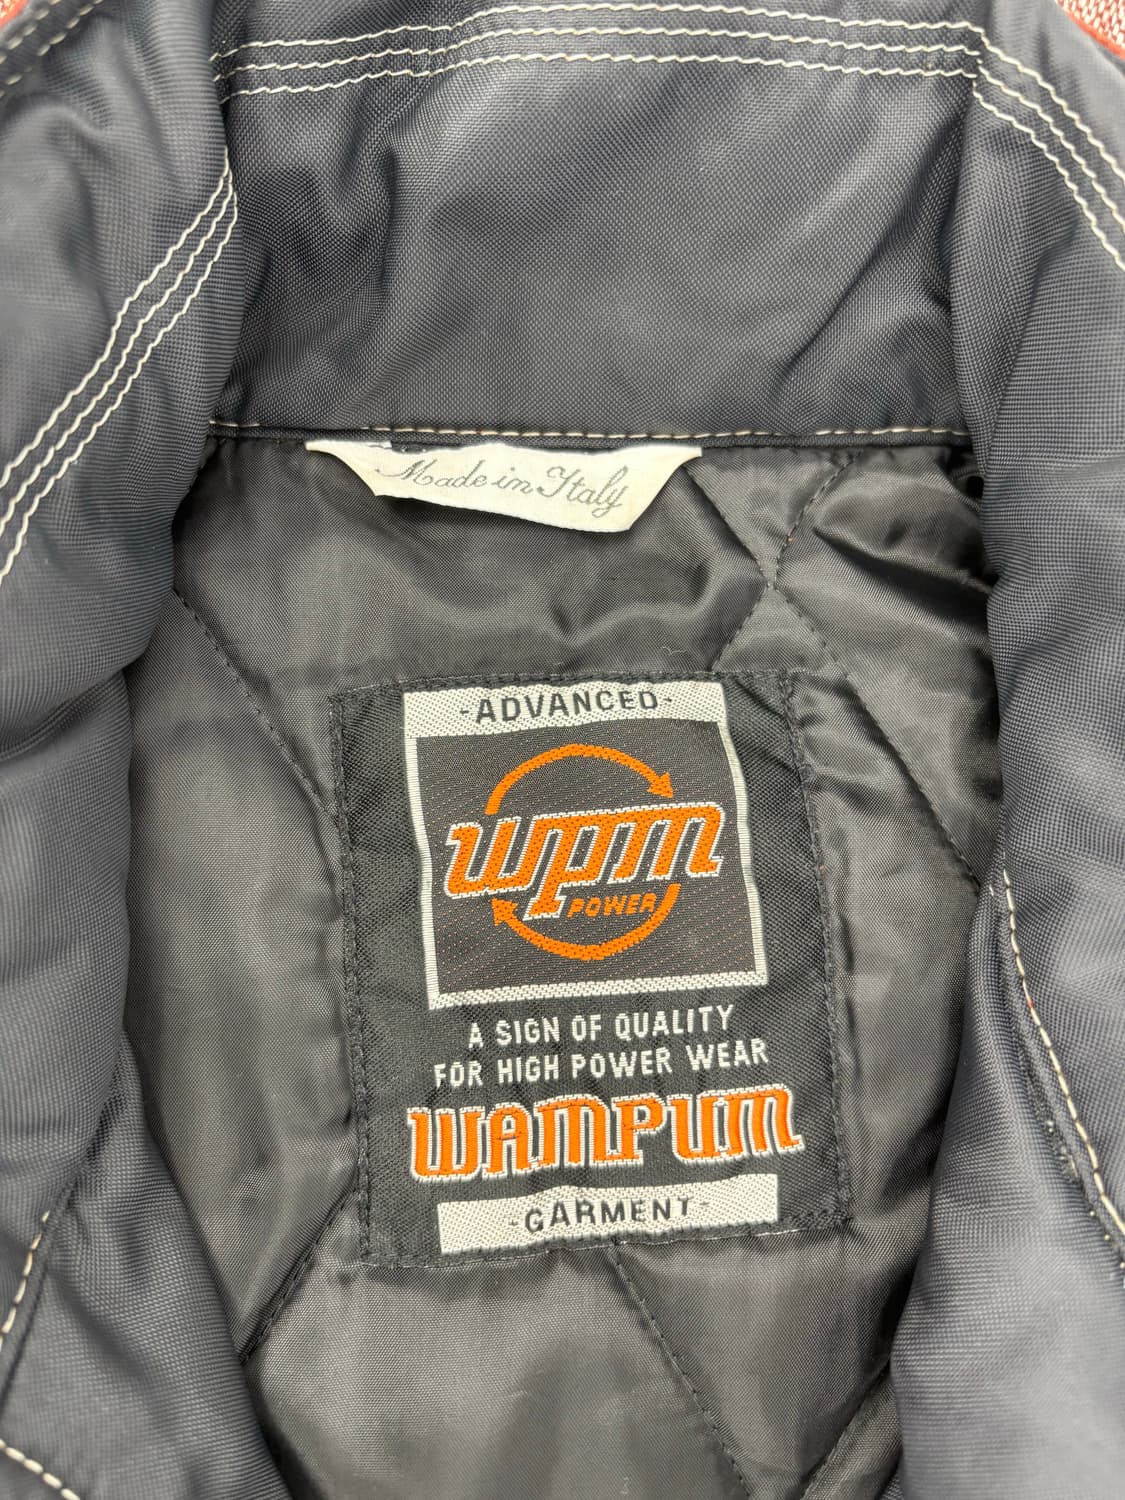 Made in Italy
-ADVANCED-
wpm
POWER
A SIGN OF QUALITY
FOR HIGH POWER WEAR
WAMPUM
-GARMENT-